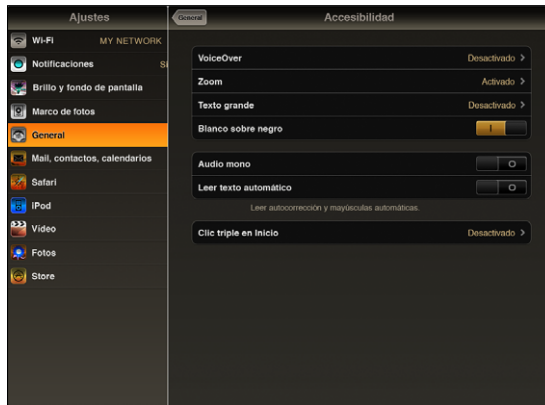 Ajustes
Wi-Fi MY NETWORK
Notificaciones Si
Brillo y fondo de pantalla
Marco de fotos
General
Mail, contactos, calendarios
Safari
iPod
Vídeo
Fotos
Store
General Accesibilidad
VoiceOver Desactivado
Zoom Activado
Texto grande Desactivado
Blanco sobre negro
Audio mono
Leer texto automático
Leer autocorrección y mayúsculas automáticas.
Clic triple en Inicio Desactivado